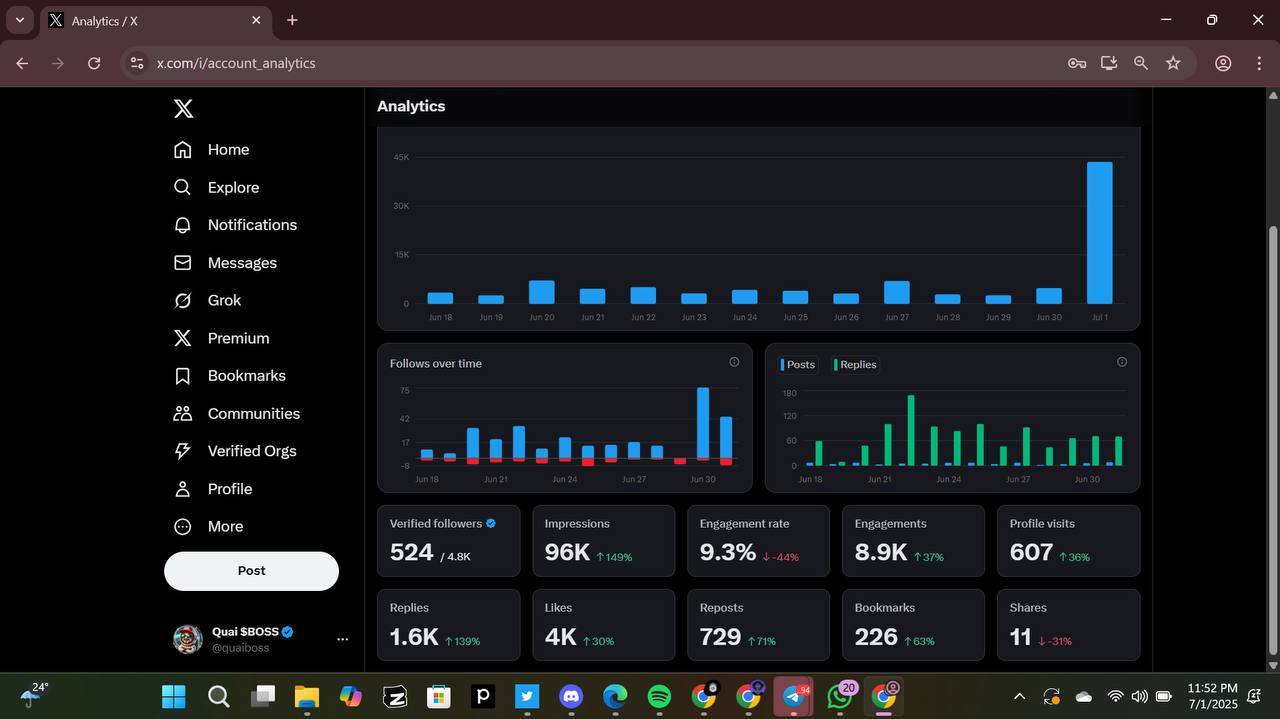 Analytics / X
x.com/i/account_analytics
Home
Explore
Notifications
Messages
Grok
Premium
Bookmarks
Communities
Verified Orgs
Profile
More
Post
Quai $BOSS
@quaiboss
Analytics
45K
30K
15K
0
Jun 18 Jun 19 Jun 20 Jun 21 Jun 22 Jun 23 Jun 24 Jun 25 Jun 26 Jun 27 Jun 28 Jun 29 Jun 30 Jul 1
Follows over time
75
42
17
-8
Jun 18 Jun 21 Jun 24 Jun 27 Jun 30
Posts Replies
180
120
60
0
Jun 18 Jun 21 Jun 24 Jun 27 Jun 30
Verified followers
524 / 4.8K
Impressions
96K ↑149%
Engagement rate
9.3% ↓-44%
Engagements
8.9K ↑37%
Profile visits
607 ↑36%
Replies
1.6K ↑139%
Likes
4K ↑30%
Reposts
729 ↑71%
Bookmarks
226 ↑63%
Shares
11 ↓-31%
24°
94
20
11:52 PM
7/1/2025